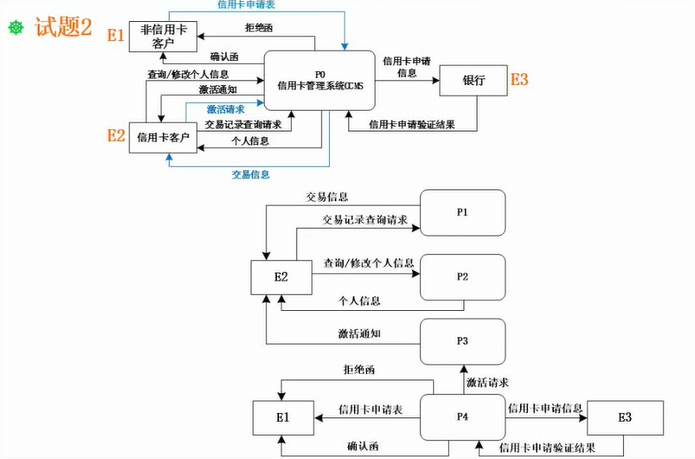 试题2
信用卡申请表
E1
非信用卡
客户
拒绝函
确认函
查询/修改个人信息
激活通知
激活请求
P0
信用卡管理系统CCMS
信用卡申请
信息
银行
E3
E2
信用卡客户
交易记录查询请求
信用卡申请验证结果
个人信息
交易信息
交易信息
P1
交易记录查询请求
E2
查询/修改个人信息
P2
个人信息
激活通知
P3
拒绝函
激活请求
E1
信用卡申请表
P4
信用卡申请信息
E3
确认函
信用卡申请验证结果